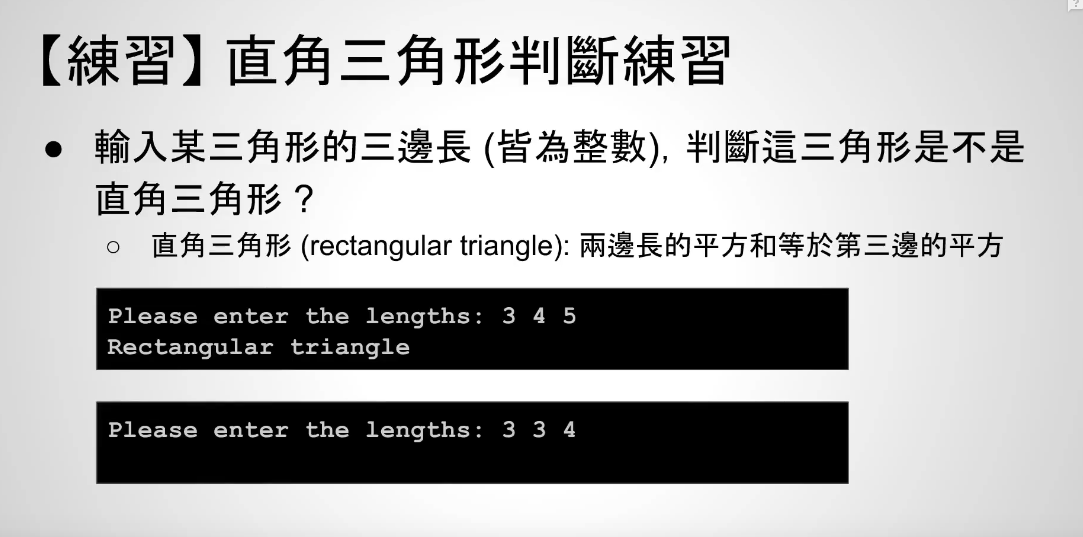 【練習】直角三角形判斷練習
● 輸入某三角形的三邊長 (皆為整數), 判斷這三角形是不是
直角三角形 ?
○ 直角三角形 (rectangular triangle): 兩邊長的平方和等於第三邊的平方
Please enter the lengths: 3 4 5
Rectangular triangle
Please enter the lengths: 3 3 4